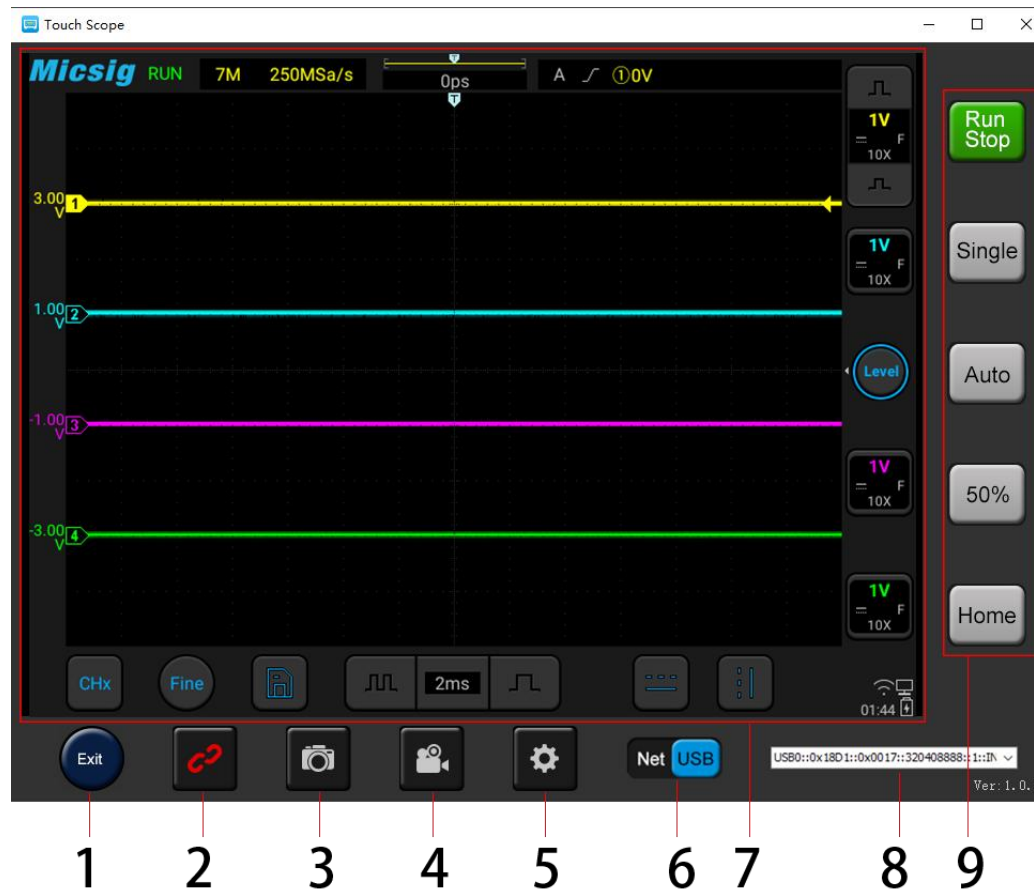 Touch Scope
Micsig RUN 7M 250MSa/s T 0ps A ①0V
T
1V
F
10X
Run
Stop
3.00
V
1
1V
F
10X
Single
1.00
V
2
Level
Auto
-1.00
V
3
1V
F
10X
50%
-3.00
V
4
1V
F
10X
Home
CHx Fine 2ms
01:44
Exit Net USB USB0::0x18D1::0x0017::320408888::1::IN
Ver:1.0.
1 2 3 4 5 6 7 8 9